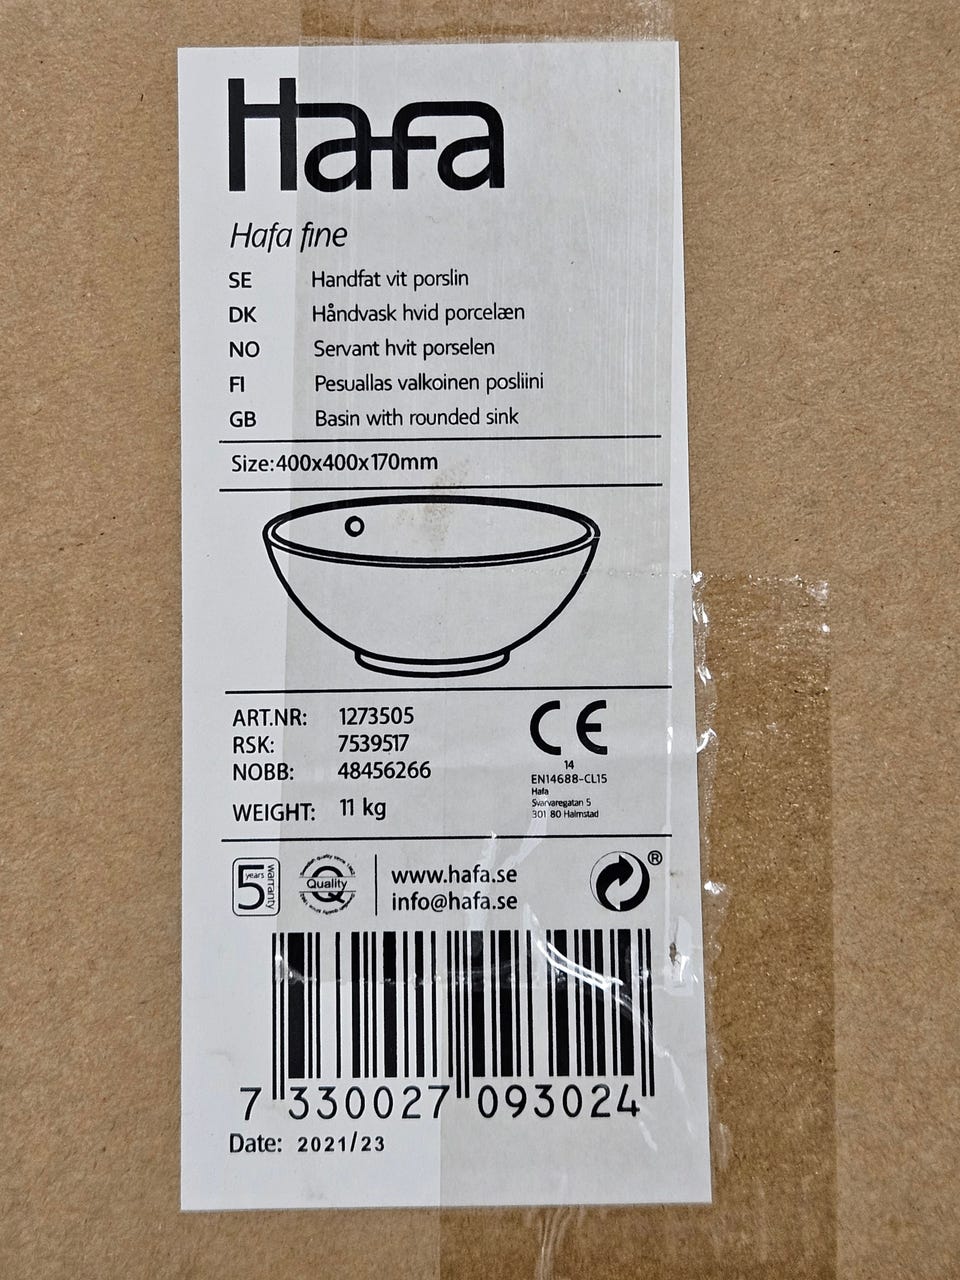 Hafa
Hafa fine
SE Handfat vit porslin
DK Håndvask hvid porcelæn
NO Servant hvit porselen
FI Pesuallas valkoinen posliini
GB Basin with rounded sink
Size:400x400x170mm
ART.NR: 1273505
RSK: 7539517
NOBB: 48456266
WEIGHT: 11 kg
CE
14
EN14688-CL15
Hafa
Svarvaregatan 5
301 80 Halmstad
5 years warranty
Quality
www.hafa.se
info@hafa.se
®
7 330027 093024
Date: 2021/23